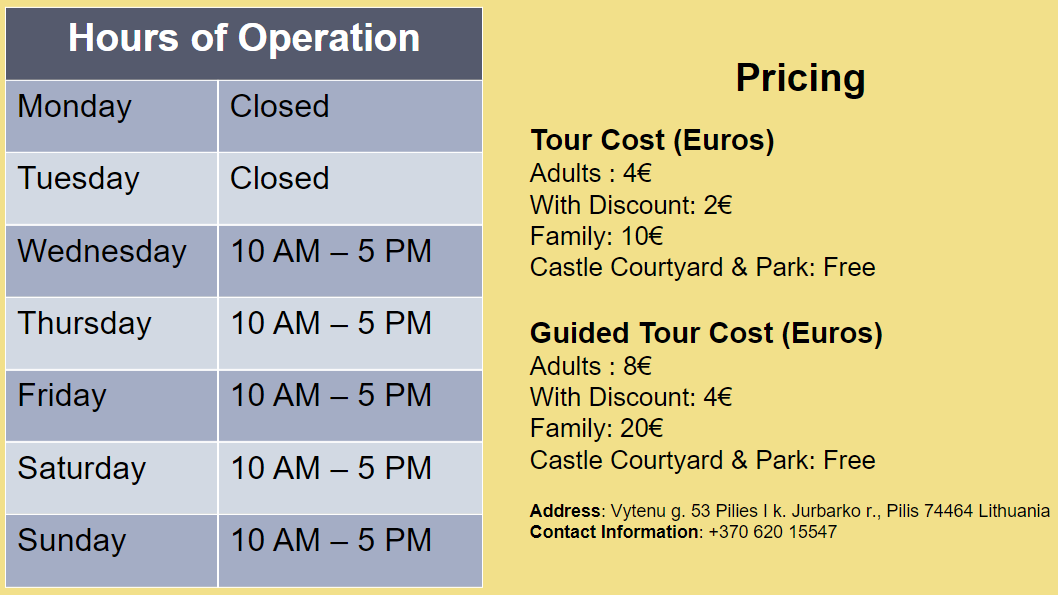 Hours of Operation
Monday Closed
Tuesday Closed
Wednesday 10 AM – 5 PM
Thursday 10 AM – 5 PM
Friday 10 AM – 5 PM
Saturday 10 AM – 5 PM
Sunday 10 AM – 5 PM
Pricing
Tour Cost (Euros)
Adults : 4€
With Discount: 2€
Family: 10€
Castle Courtyard & Park: Free
Guided Tour Cost (Euros)
Adults : 8€
With Discount: 4€
Family: 20€
Castle Courtyard & Park: Free
Address: Vytenu g. 53 Pilies I k. Jurbarko r., Pilis 74464 Lithuania
Contact Information: +370 620 15547